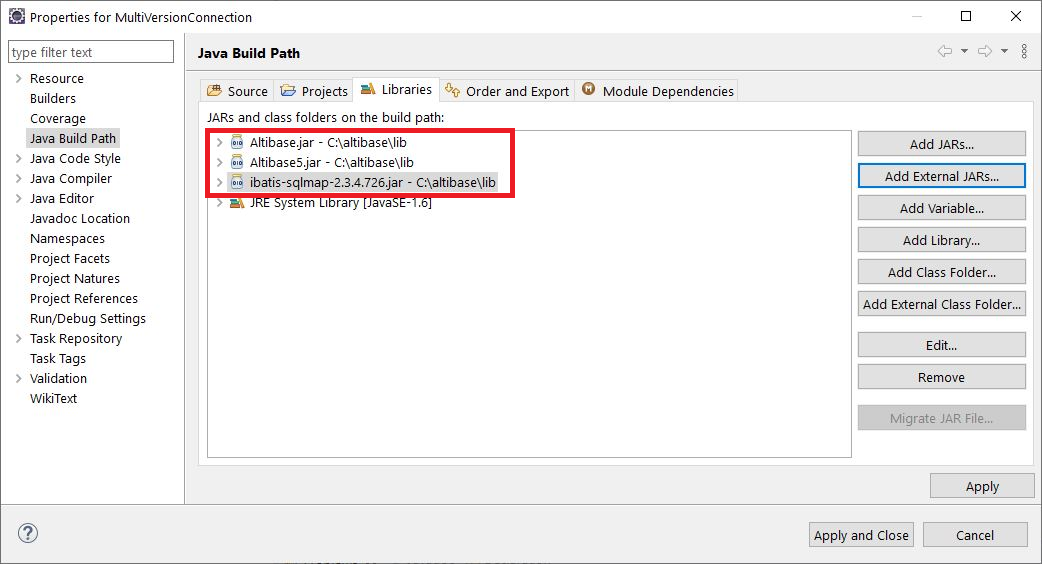 Properties for MultiVersionConnection
type filter text
Java Build Path
Resource
Builders
Coverage
Java Build Path
Java Code Style
Java Compiler
Java Editor
Javadoc Location
Namespaces
Project Facets
Project Natures
Project References
Run/Debug Settings
Task Repository
Task Tags
Validation
WikiText
Source Projects Libraries Order and Export Module Dependencies
JARs and class folders on the build path:
Altibase.jar - C:\altibase\lib
Altibase5.jar - C:\altibase\lib
ibatis-sqlmap-2.3.4.726.jar - C:\altibase\lib
JRE System Library [JavaSE-1.6]
Add JARs...
Add External JARs...
Add Variable...
Add Library...
Add Class Folder...
Add External Class Folder...
Edit...
Remove
Migrate JAR File...
Apply
Apply and Close Cancel